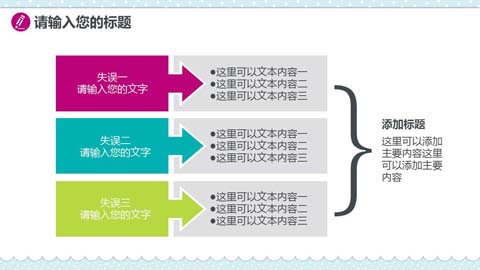 请输入您的标题
失误一
请输入您的文字
●这里可以文本内容一
●这里可以文本内容二
●这里可以文本内容三
失误二
请输入您的文字
●这里可以文本内容一
●这里可以文本内容二
●这里可以文本内容三
失误三
请输入您的文字
●这里可以文本内容一
●这里可以文本内容二
●这里可以文本内容三
添加标题
这里可以添加
主要内容这里
可以添加主要
内容